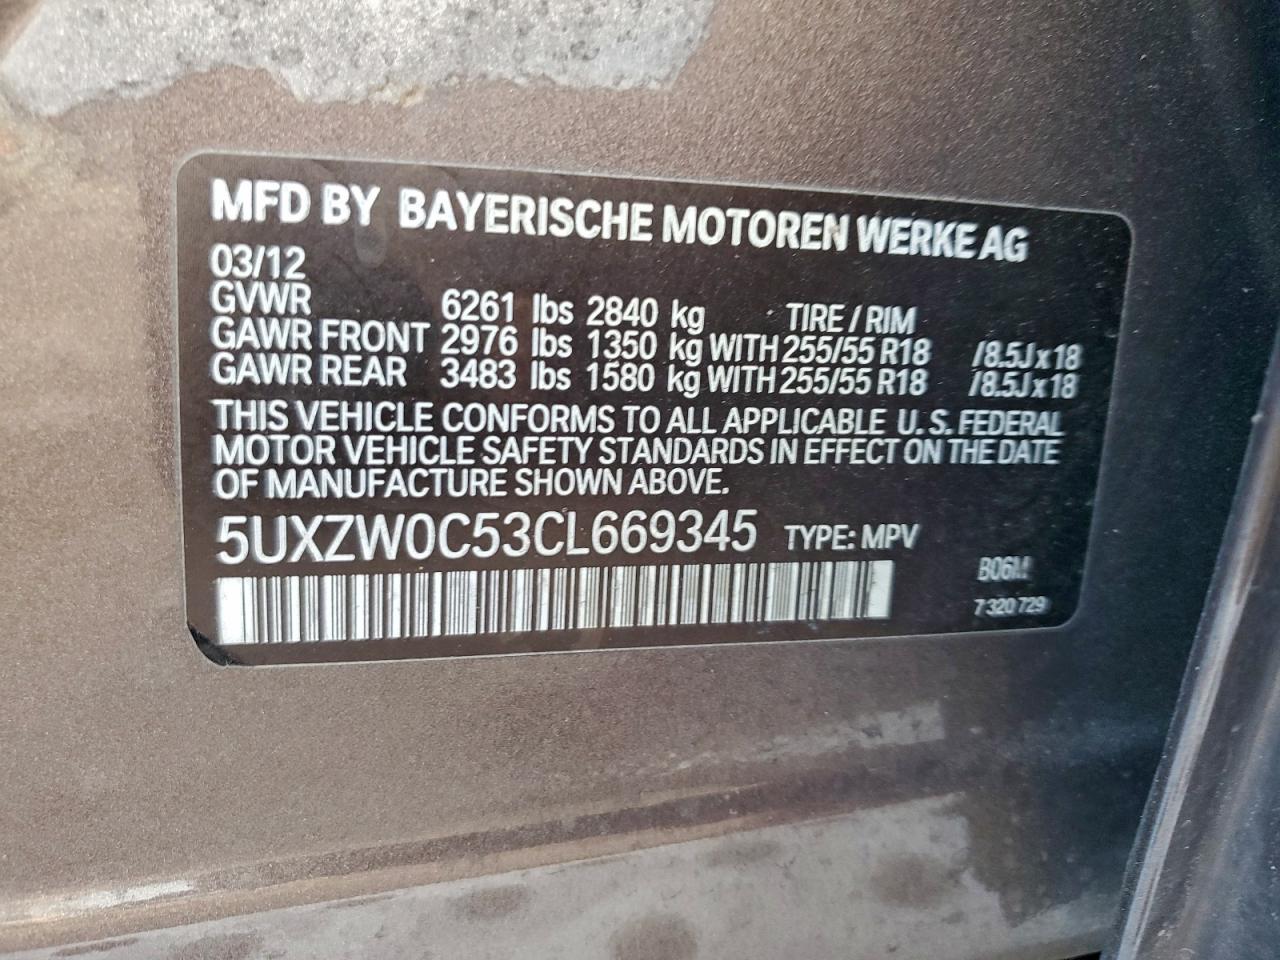 MFD BY BAYERISCHE MOTOREN WERKE AG
03/12
GVWR 6261 lbs 2840 kg TIRE / RIM
GAWR FRONT 2976 lbs 1350 kg WITH 255/55 R18 /8.5J x 18
GAWR REAR 3483 lbs 1580 kg WITH 255/55 R18 /8.5J x 18
THIS VEHICLE CONFORMS TO ALL APPLICABLE U.S. FEDERAL
MOTOR VEHICLE SAFETY STANDARDS IN EFFECT ON THE DATE
OF MANUFACTURE SHOWN ABOVE.
5UXZW0C53CL669345 TYPE: MPV
B06M
7 320 729